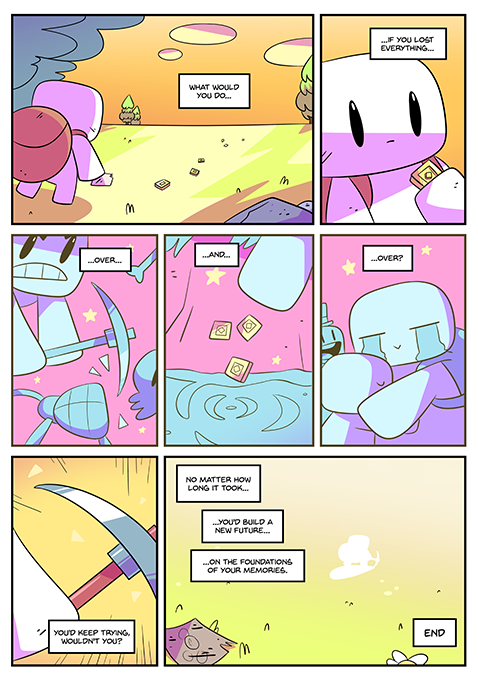 WHAT WOULD
YOU DO...
...IF YOU LOST
EVERYTHING...
...OVER...
...AND...
...OVER?
YOU'D KEEP TRYING,
WOULDN'T YOU?
NO MATTER HOW
LONG IT TOOK...
...YOU'D BUILD A
NEW FUTURE...
...ON THE FOUNDATIONS
OF YOUR MEMORIES.
END